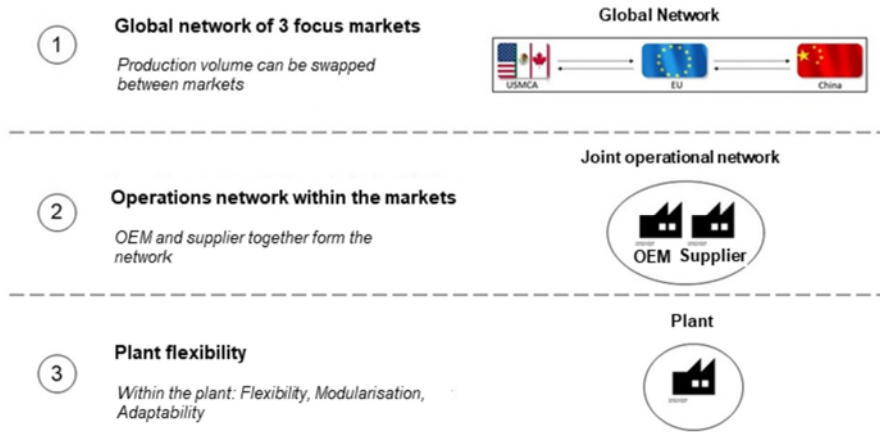 1
Global network of 3 focus markets
Production volume can be swapped
between markets
Global Network
USMCA
EU
China
2
Operations network within the markets
OEM and supplier together form the
network
Joint operational network
OEM
Supplier
3
Plant flexibility
Within the plant: Flexibility, Modularisation,
Adaptability
Plant